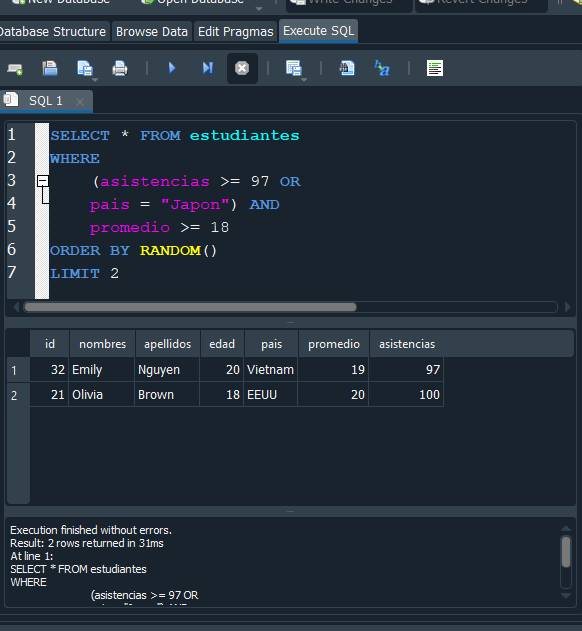 New Database Open Database Write Changes Revert Changes
Database Structure Browse Data Edit Pragmas Execute SQL
SQL 1
1 SELECT * FROM estudiantes
2 WHERE
3 (asistencias >= 97 OR
4 pais = "Japon") AND
5 promedio >= 18
6 ORDER BY RANDOM()
7 LIMIT 2
id nombres apellidos edad pais promedio asistencias
1 32 Emily Nguyen 20 Vietnam 19 97
2 21 Olivia Brown 18 EEUU 20 100
Execution finished without errors.
Result: 2 rows returned in 31ms
At line 1:
SELECT * FROM estudiantes
WHERE
(asistencias >= 97 OR